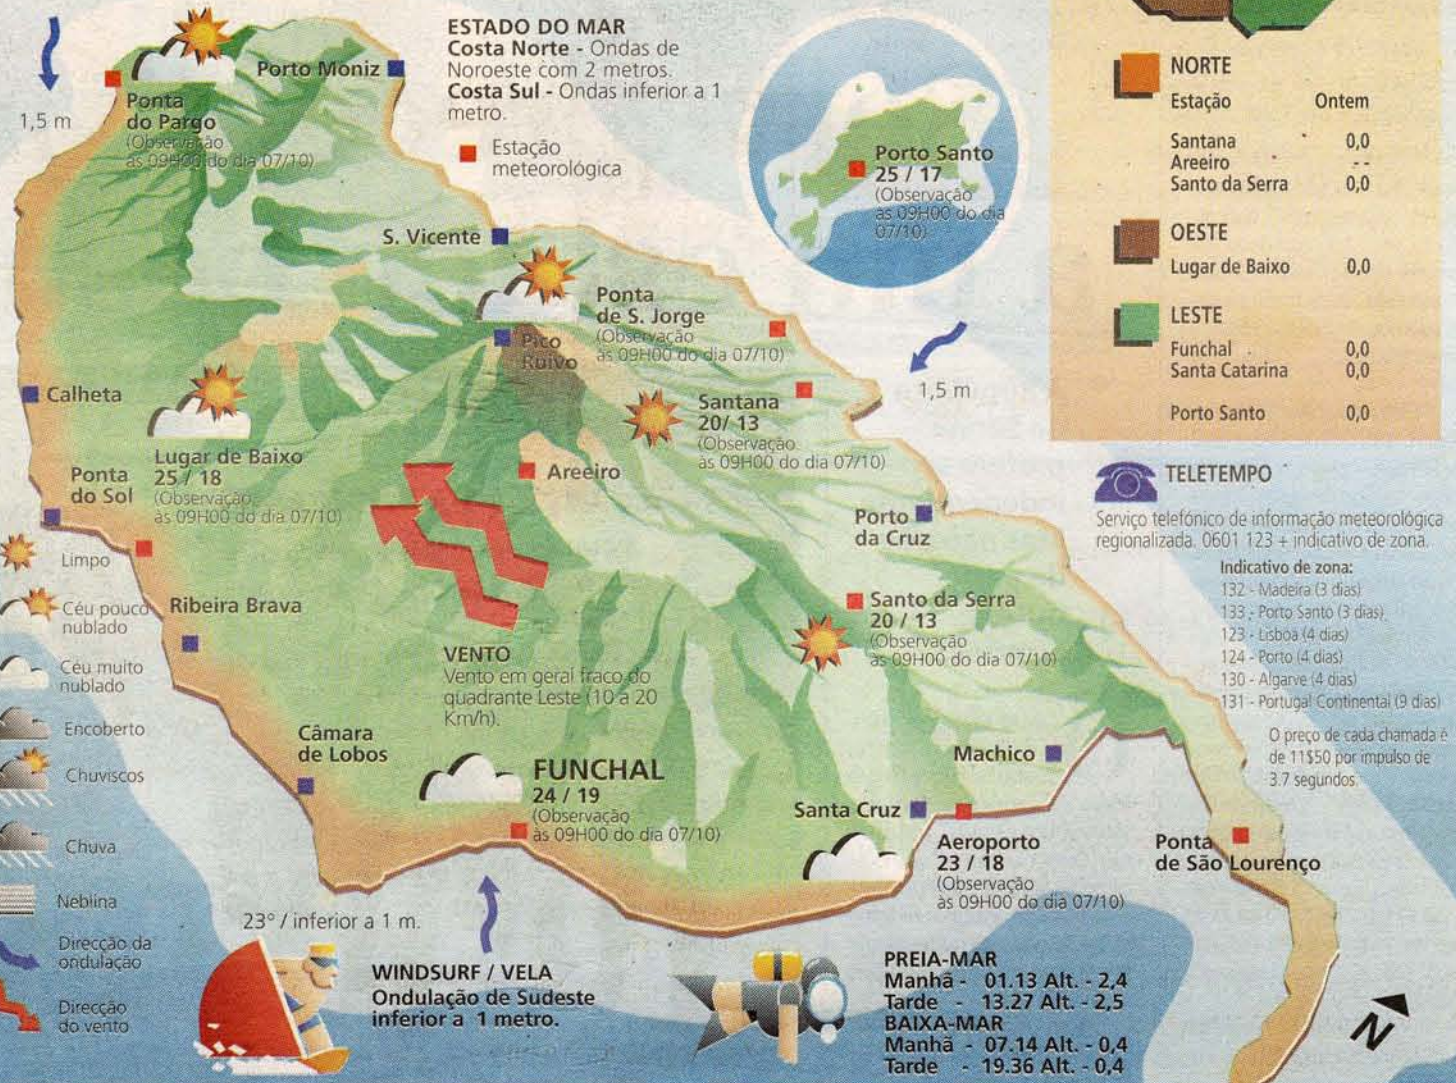 ESTADO DO MAR
Costa Norte - Ondas de
Noroeste com 2 metros.
Costa Sul - Ondas inferior a 1
metro.
Estação
meteorológica
1,5 m
Ponta
do Pargo
(Observação
às 09H00 do dia 07/10)
Porto Moniz
Porto Santo
25 / 17
(Observação
às 09H00 do dia
07/10)
S. Vicente
Ponta
de S. Jorge
(Observação
às 09H00 do dia 07/10)
Pico
Ruivo
1,5 m
Calheta
Santana
20/ 13
(Observação
às 09H00 do dia 07/10)
Lugar de Baixo
25 / 18
(Observação
às 09H00 do dia 07/10)
Areeiro
Ponta
do Sol
Porto
da Cruz
Ribeira Brava
Santo da Serra
20 / 13
(Observação
às 09H00 do dia 07/10)
VENTO
Vento em geral fraco do
quadrante Leste (10 a 20
Km/h).
Câmara
de Lobos
FUNCHAL
24 / 19
(Observação
às 09H00 do dia 07/10)
Machico
Santa Cruz
Aeroporto
23 / 18
(Observação
às 09H00 do dia 07/10)
Ponta
de São Lourenço
Limpo
Céu pouco
nublado
Céu muito
nublado
Encoberto
Chuviscos
Chuva
Neblina
Direcção da
ondulação
Direcção
do vento
23° / inferior a 1 m.
WINDSURF / VELA
Ondulação de Sudeste
inferior a 1 metro.
PREIA-MAR
Manhã - 01.13 Alt. - 2,4
Tarde - 13.27 Alt. - 2,5
BAIXA-MAR
Manhã - 07.14 Alt. - 0,4
Tarde - 19.36 Alt. - 0,4
N
NORTE
Estação Ontem
Santana 0,0
Areeiro - -
Santo da Serra 0,0
OESTE
Lugar de Baixo 0,0
LESTE
Funchal 0,0
Santa Catarina 0,0
Porto Santo 0,0
TELETEMPO
Serviço telefónico de informação meteorológica
regionalizada. 0601 123 + indicativo de zona.
Indicativo de zona:
132 - Madeira (3 dias)
133 - Porto Santo (3 dias)
123 - Lisboa (4 dias)
124 - Porto (4 dias)
130 - Algarve (4 dias)
131 - Portugal Continental (9 dias)
O preço de cada chamada é
de 11$50 por impulso de
3.7 segundos.